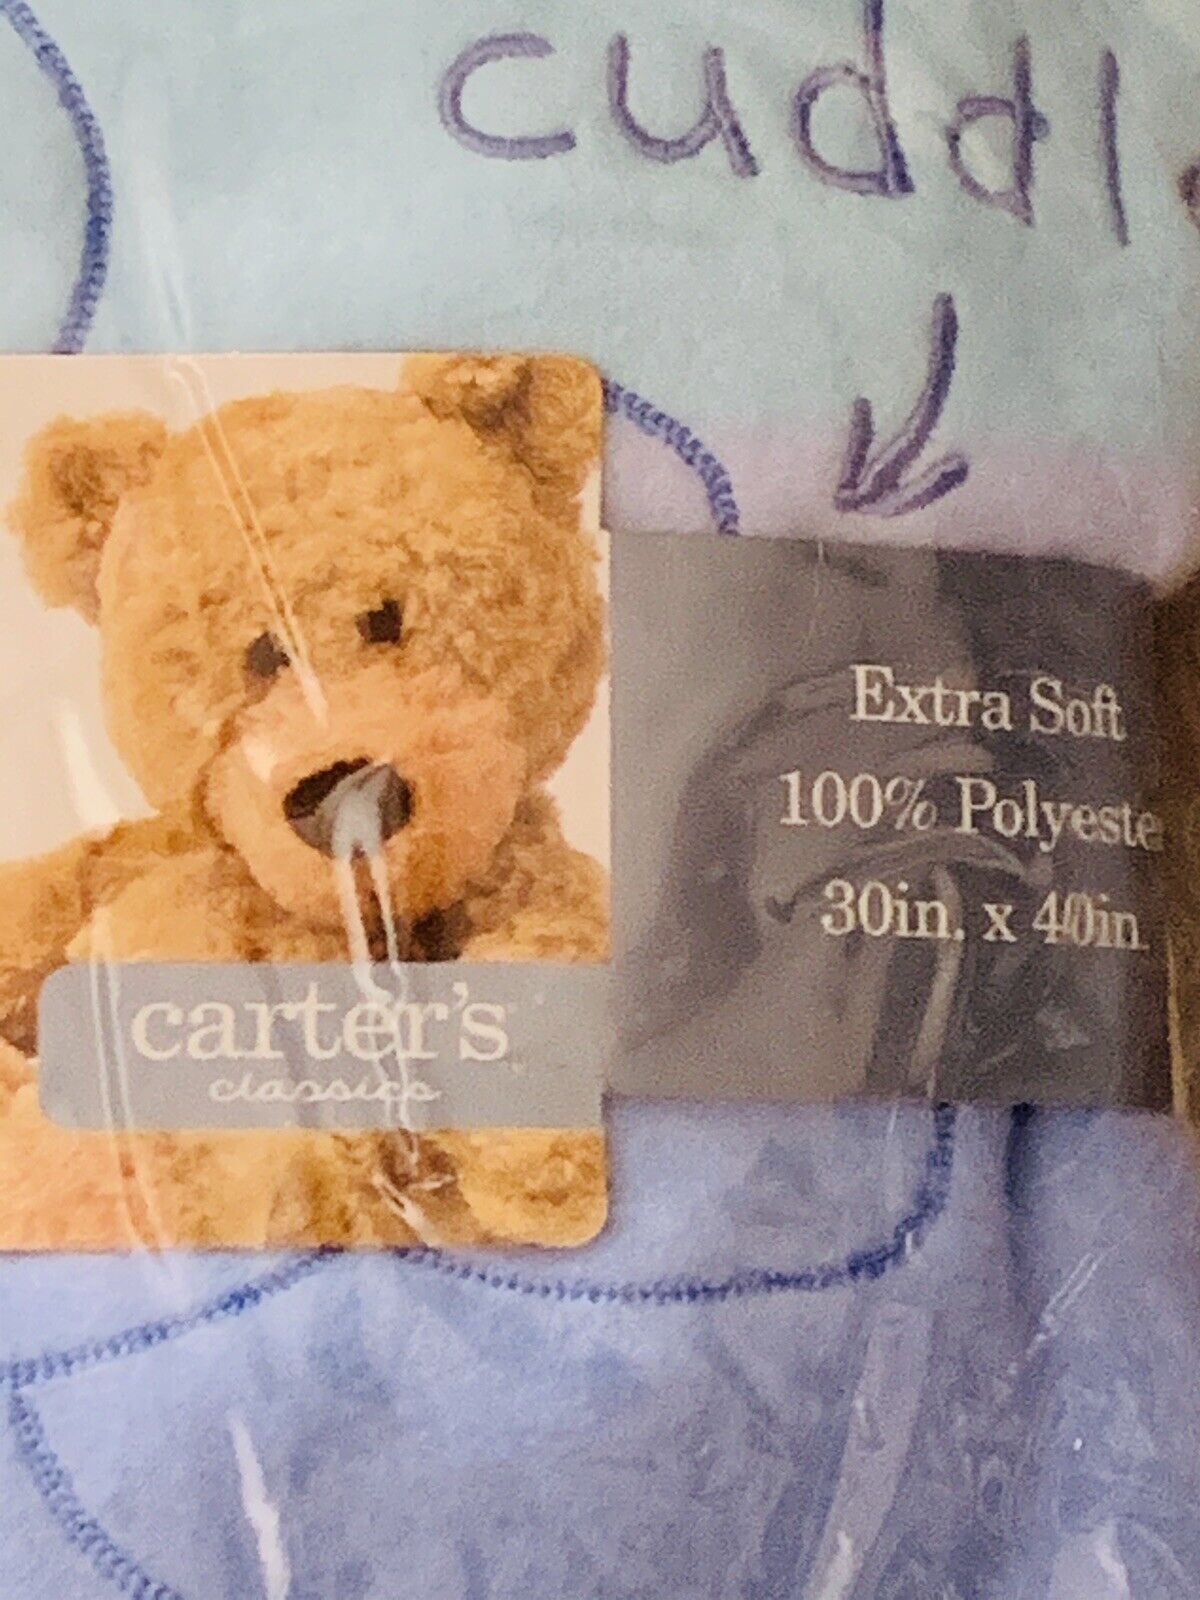 cuddl
Extra Soft
100% Polyeste
30in. x 40in.
carter's
classics